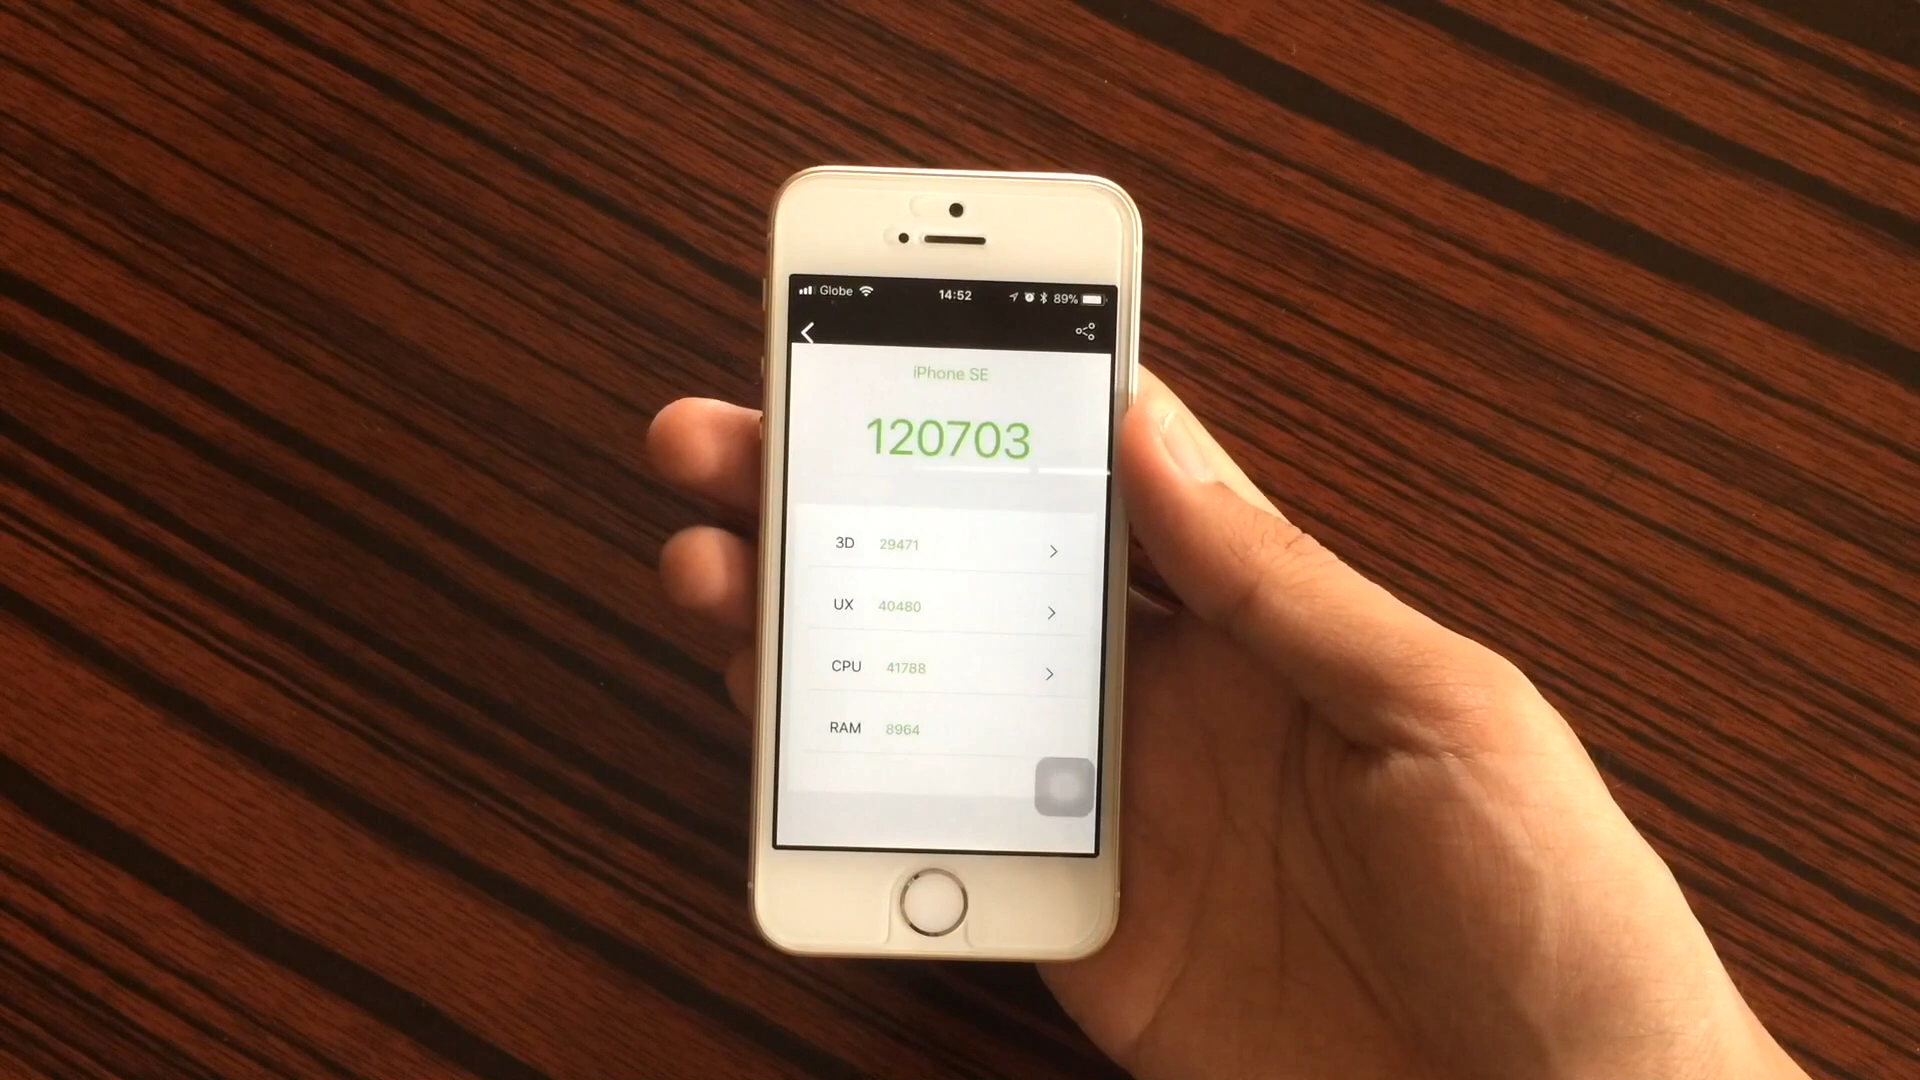 Globe 14:52 89%
iPhone SE
120703
3D 29471
UX 40480
CPU 41788
RAM 8964